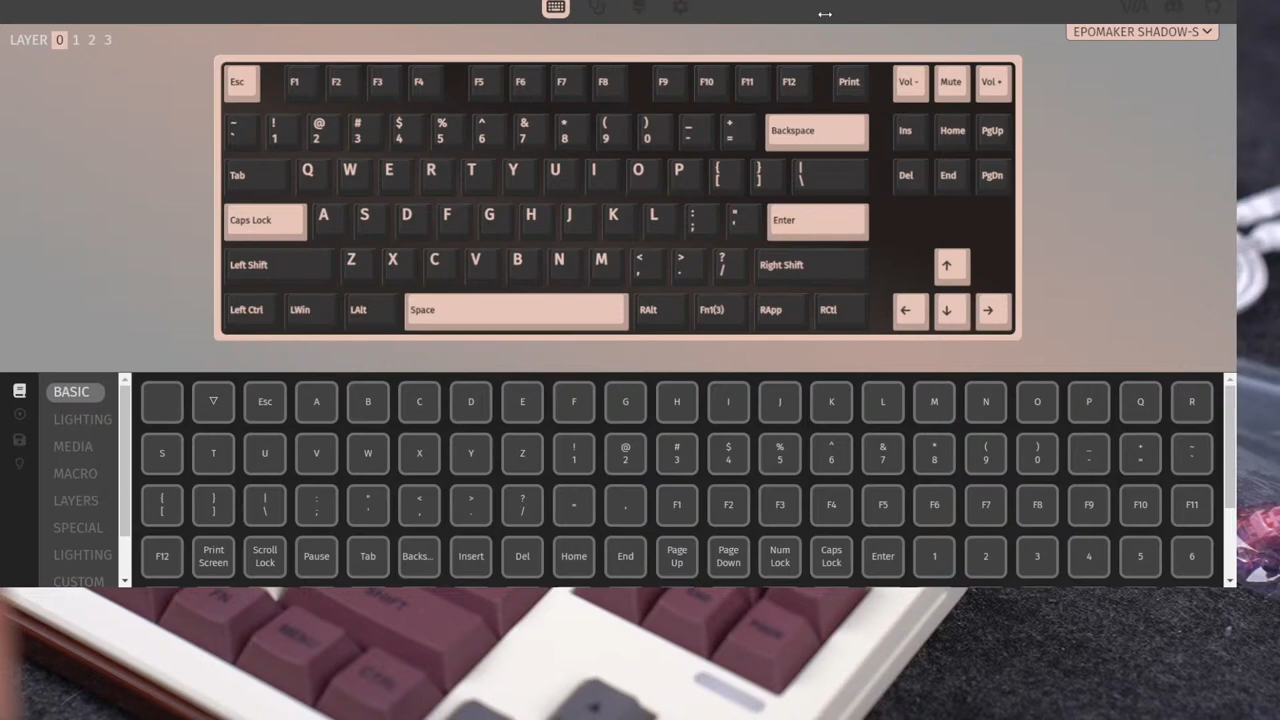 VIA
LAYER 0 1 2 3
EPOMAKER SHADOW-S
Esc F1 F2 F3 F4 F5 F6 F7 F8 F9 F10 F11 F12 Print Vol - Mute Vol +
~ ! @ # $ % ^ & * ( ) _ +
` 1 2 3 4 5 6 7 8 9 0 - = Backspace Ins Home PgUp
Tab Q W E R T Y U I O P { } | Del End PgDn
[ ] \
Caps Lock A S D F G H J K L : " Enter
; '
Left Shift Z X C V B N M < > ? Right Shift ↑
, . /
Left Ctrl LWin LAlt Space RAlt Fn1(3) RApp RCtl ← ↓ →
BASIC
LIGHTING
MEDIA
MACRO
LAYERS
SPECIAL
LIGHTING
CUSTOM
▽ Esc A B C D E F G H I J K L M N O P Q R
S T U V W X Y Z ! @ # $ % ^ & * ( ) _ + ~
1 2 3 4 5 6 7 8 9 0 - = `
{ } | : " < > ? = , F1 F2 F3 F4 F5 F6 F7 F8 F9 F10 F11
[ ] \ ; ' , . /
F12 Print Screen Scroll Lock Pause Tab Backs... Insert Del Home End Page Up Page Down Num Lock Caps Lock Enter 1 2 3 4 5 6
FN
SHIFT
MENU
CTRL